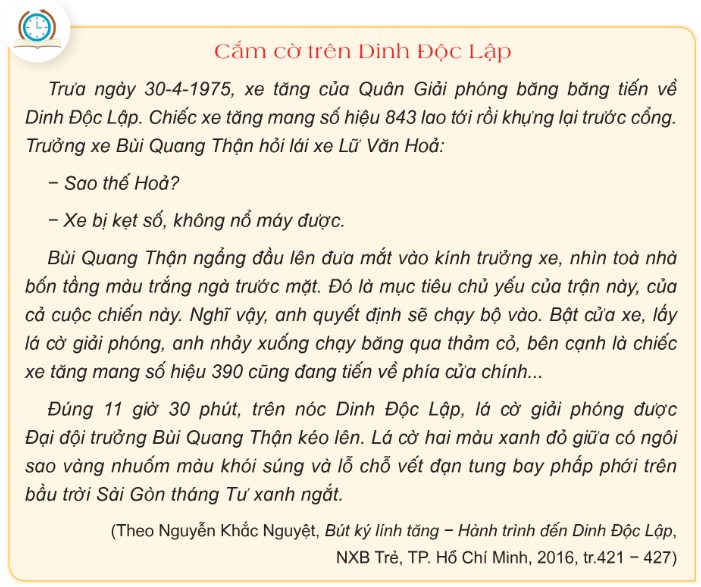 Cắm cờ trên Dinh Độc Lập
Trưa ngày 30-4-1975, xe tăng của Quân Giải phóng băng băng tiến về
Dinh Độc Lập. Chiếc xe tăng mang số hiệu 843 lao tới rồi khựng lại trước cổng.
Trưởng xe Bùi Quang Thận hỏi lái xe Lữ Văn Hoả:
– Sao thế Hoả?
– Xe bị kẹt số, không nổ máy được.
Bùi Quang Thận ngẩng đầu lên đưa mắt vào kính trưởng xe, nhìn toà nhà
bốn tầng màu trắng ngà trước mặt. Đó là mục tiêu chủ yếu của trận này, của
cả cuộc chiến này. Nghĩ vậy, anh quyết định sẽ chạy bộ vào. Bật cửa xe, lấy
lá cờ giải phóng, anh nhảy xuống chạy băng qua thảm cỏ, bên cạnh là chiếc
xe tăng mang số hiệu 390 cũng đang tiến về phía cửa chính...
Đúng 11 giờ 30 phút, trên nóc Dinh Độc Lập, lá cờ giải phóng được
Đại đội trưởng Bùi Quang Thận kéo lên. Lá cờ hai màu xanh đỏ giữa có ngôi
sao vàng nhuốm màu khói súng và lỗ chỗ vết đạn tung bay phấp phới trên
bầu trời Sài Gòn tháng Tư xanh ngắt.
(Theo Nguyễn Khắc Nguyệt, Bút ký lính tăng – Hành trình đến Dinh Độc Lập,
NXB Trẻ, TP. Hồ Chí Minh, 2016, tr.421 – 427)